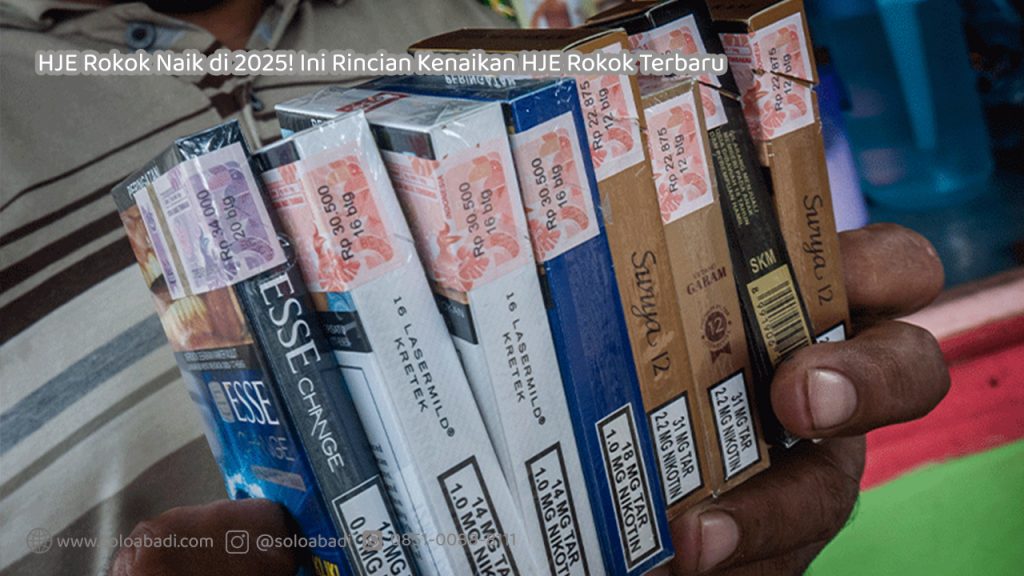 HJE Rokok Naik di 2025! Ini Rincian Kenaikan HJE Rokok Terbaru
PERINGATAN
Rp 34.000
20 btg
Rp 30.500
16 btg
Rp 30.500
16 btg
Rp 30.500
16 btg
Rp 22.875
12 btg
Rp 22.875
12 btg
12 btg
ESSE CHANGE
ESSE
CHANGE
16 LASERMILD®
KRETEK
14 MG TAR
1.0 MG NIKOTIN
16 LASERMILD®
KRETEK
14 MG TAR
1.0 MG NIKOTIN
18 MG TAR
1.0 MG NIKOTIN
Surya 12
31 MG TAR
2.2 MG NIKOTIN
GARAM
12
31 MG TAR
2.2 MG NIKOTIN
SKM
Surya 12
www.soloabadi.com
@soloabadi